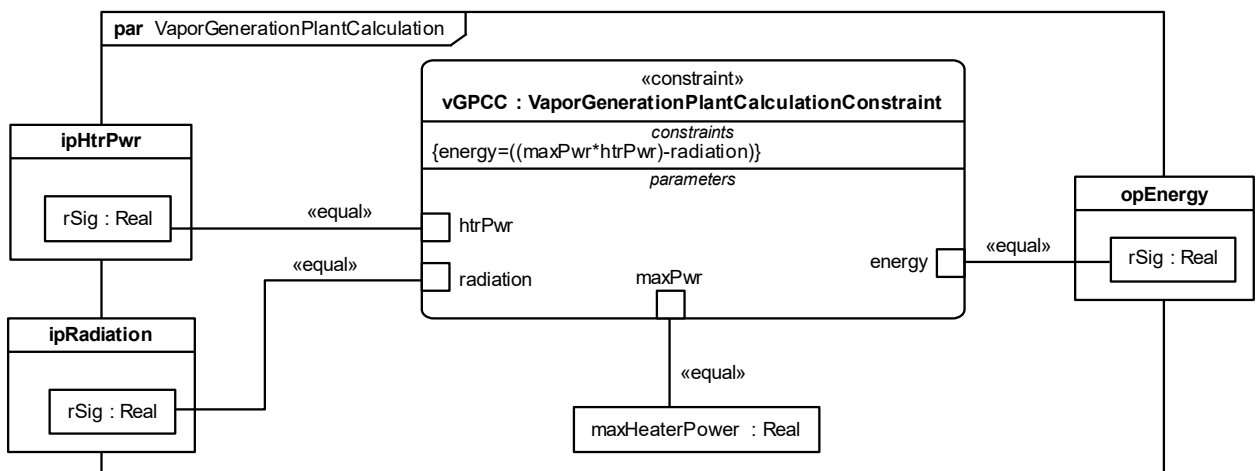 par VaporGenerationPlantCalculation
«constraint»
vGPCC : VaporGenerationPlantCalculationConstraint
constraints
{energy=((maxPwr*htrPwr)-radiation)}
parameters
ipHtrPwr
rSig : Real
«equal»
htrPwr
«equal»
radiation
maxPwr
energy
«equal»
opEnergy
rSig : Real
ipRadiation
rSig : Real
«equal»
maxHeaterPower : Real